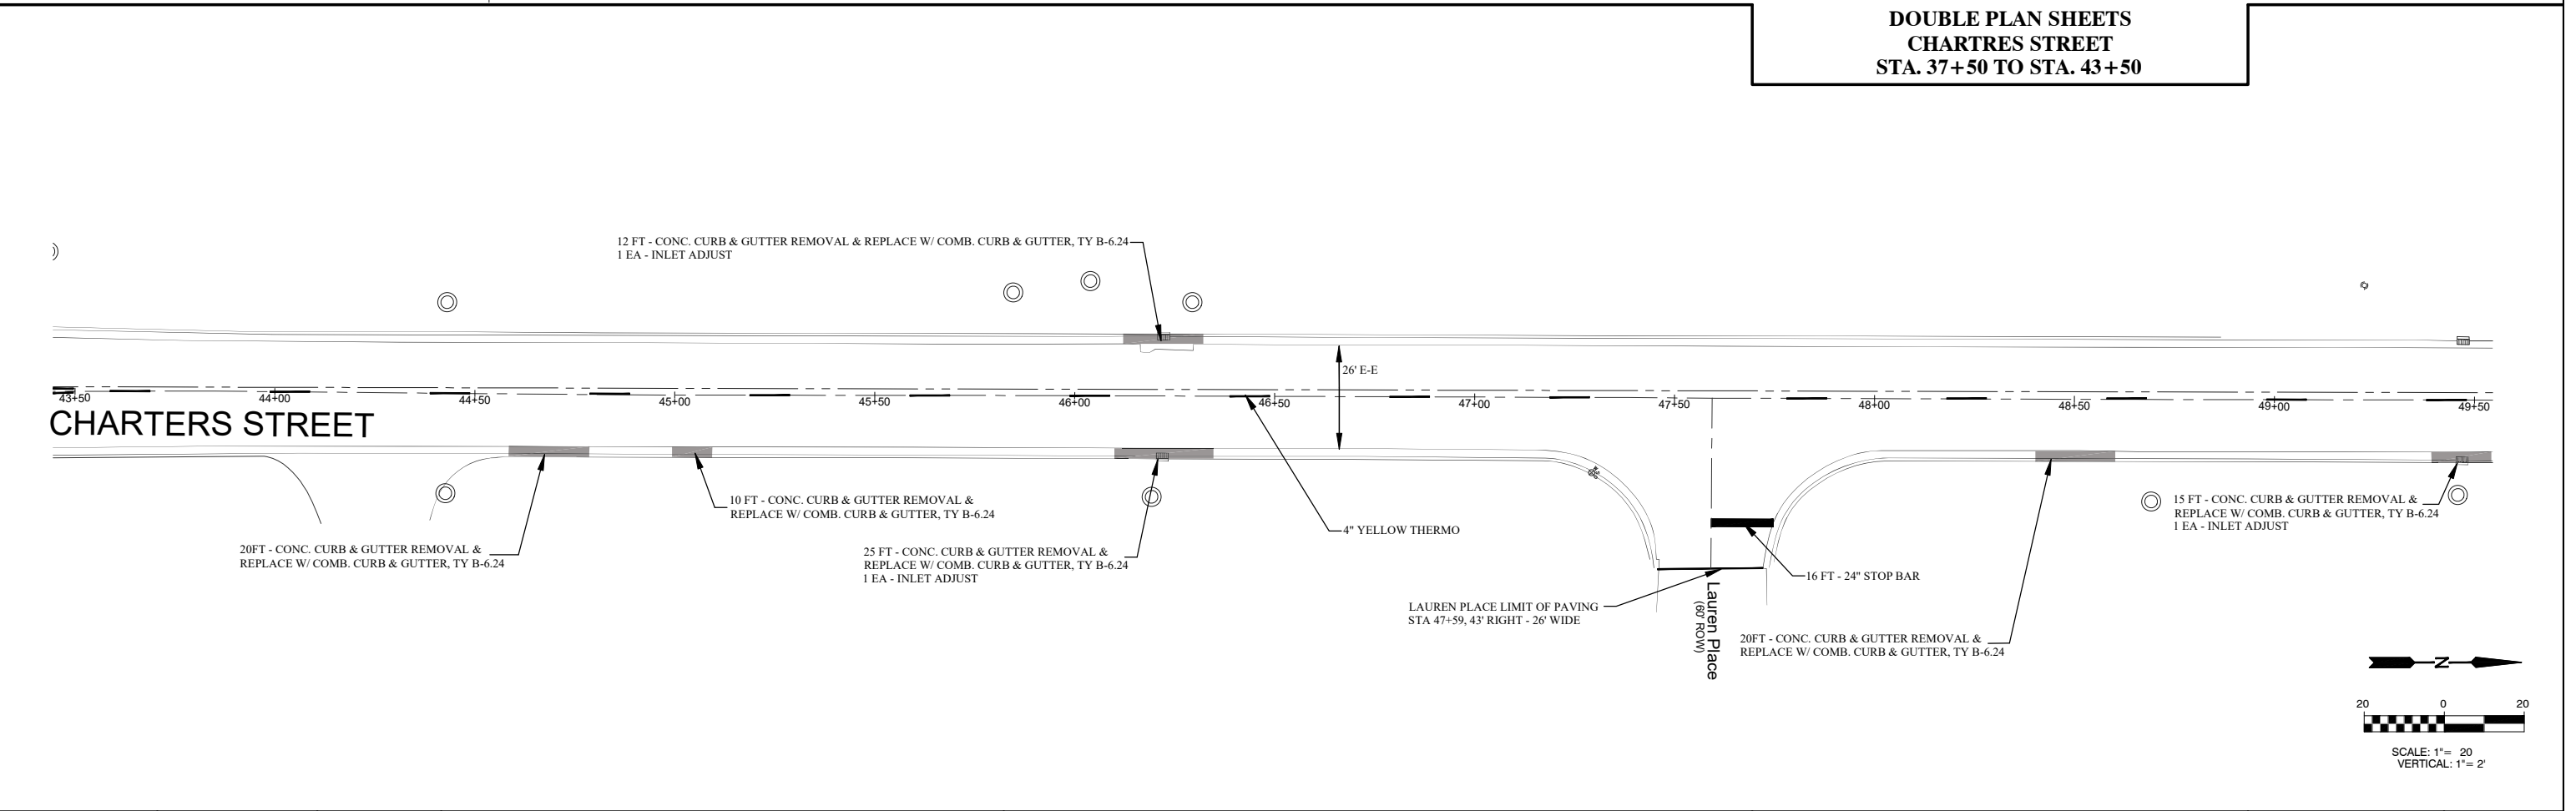 DOUBLE PLAN SHEETS
CHARTRES STREET
STA. 37+50 TO STA. 43+50
12 FT - CONC. CURB & GUTTER REMOVAL & REPLACE W/ COMB. CURB & GUTTER, TY B-6.24
1 EA - INLET ADJUST
26' E-E
43+50
44+00
44+50
45+00
45+50
46+00
46+50
47+00
47+50
48+00
48+50
49+00
49+50
CHARTERS STREET
20FT - CONC. CURB & GUTTER REMOVAL &
REPLACE W/ COMB. CURB & GUTTER, TY B-6.24
10 FT - CONC. CURB & GUTTER REMOVAL &
REPLACE W/ COMB. CURB & GUTTER, TY B-6.24
25 FT - CONC. CURB & GUTTER REMOVAL &
REPLACE W/ COMB. CURB & GUTTER, TY B-6.24
1 EA - INLET ADJUST
4" YELLOW THERMO
15 FT - CONC. CURB & GUTTER REMOVAL &
REPLACE W/ COMB. CURB & GUTTER, TY B-6.24
1 EA - INLET ADJUST
16 FT - 24" STOP BAR
LAUREN PLACE LIMIT OF PAVING
STA 47+59, 43' RIGHT - 26' WIDE
Lauren Place
(60' ROW)
20FT - CONC. CURB & GUTTER REMOVAL &
REPLACE W/ COMB. CURB & GUTTER, TY B-6.24
N
20 0 20
SCALE: 1"= 20
VERTICAL: 1"= 2'